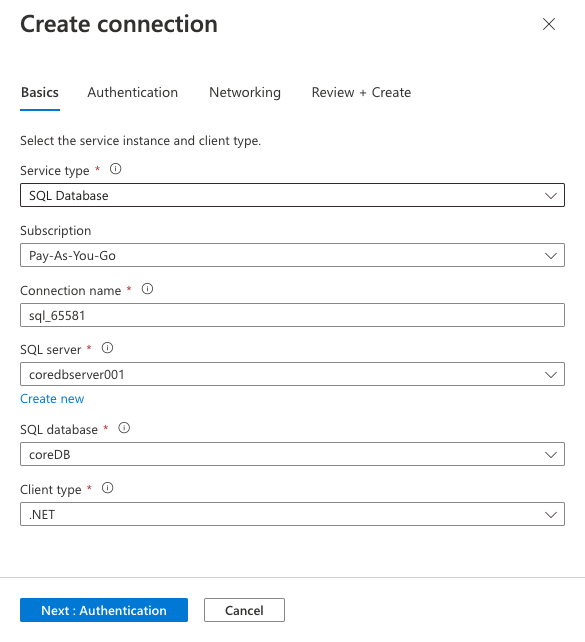 Create connection
Basics Authentication Networking Review + Create
Select the service instance and client type.
Service type *
SQL Database
Subscription
Pay-As-You-Go
Connection name *
sql_65581
SQL server *
coredbserver001
Create new
SQL database *
coreDB
Client type *
.NET
Next : Authentication Cancel